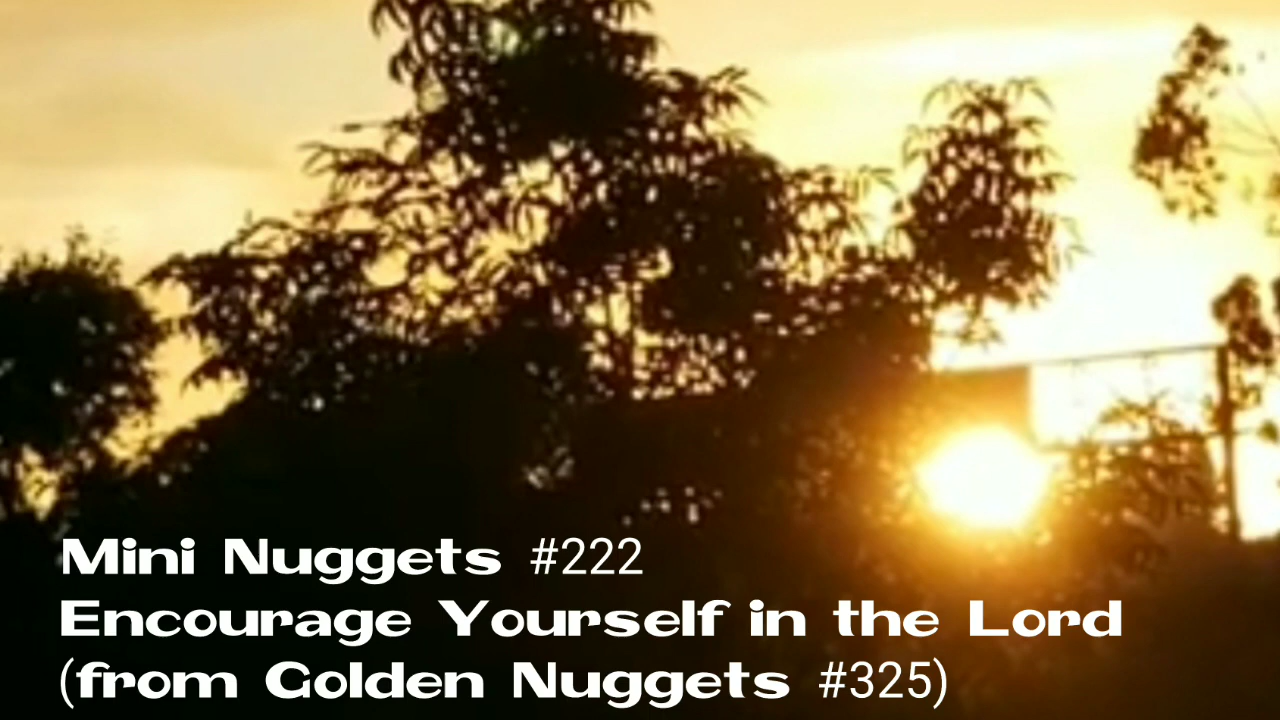 Mini Nuggets #222
Encourage Yourself in the Lord
(from Golden Nuggets #325)